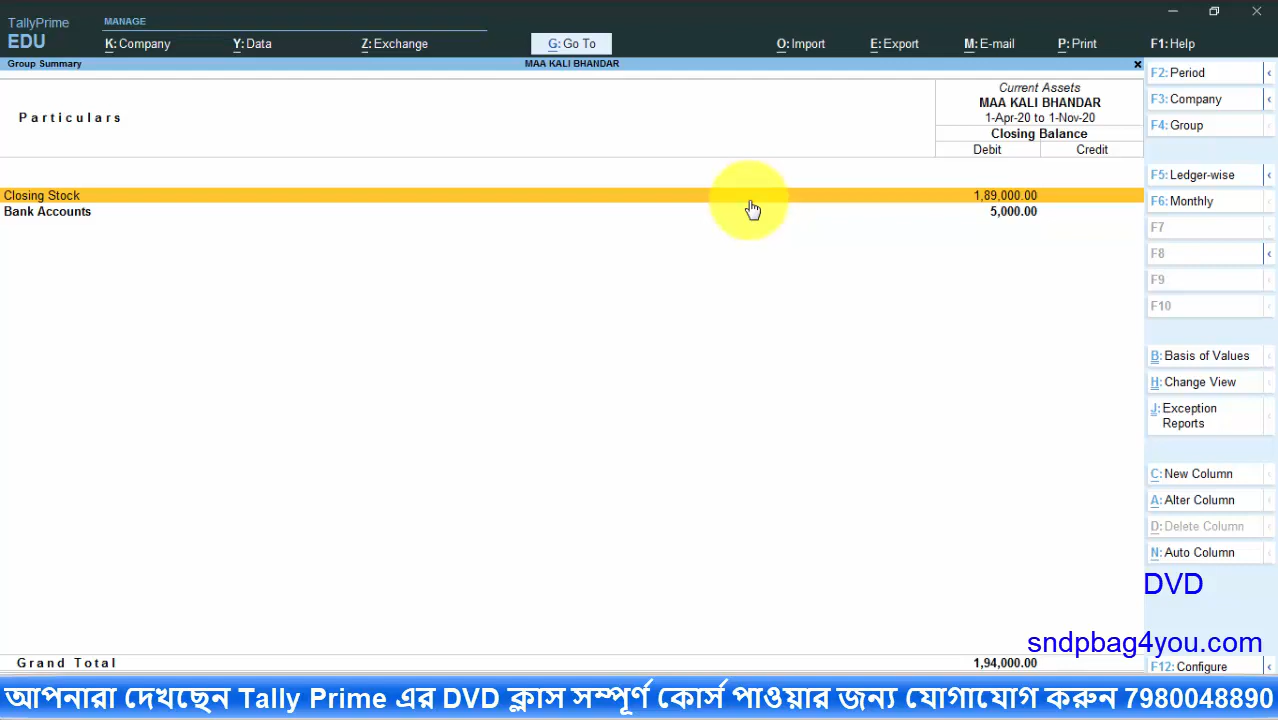 TallyPrime
EDU
MANAGE
K: Company
Y: Data
Z: Exchange
G: Go To
O: Import
E: Export
M: E-mail
P: Print
F1: Help
Group Summary
MAA KALI BHANDAR
Particulars
Current Assets
MAA KALI BHANDAR
1-Apr-20 to 1-Nov-20
Closing Balance
Debit Credit
Closing Stock 1,89,000.00
Bank Accounts 5,000.00
Grand Total 1,94,000.00
F2: Period
F3: Company
F4: Group
F5: Ledger-wise
F6: Monthly
F7
F8
F9
F10
B: Basis of Values
H: Change View
J: Exception
Reports
C: New Column
A: Alter Column
D: Delete Column
N: Auto Column
DVD
sndpbag4you.com
F12: Configure
আপনারা দেখছেন Tally Prime এর DVD ক্লাস সম্পূর্ণ কোর্স পাওয়ার জন্য যোগাযোগ করুন 7980048890